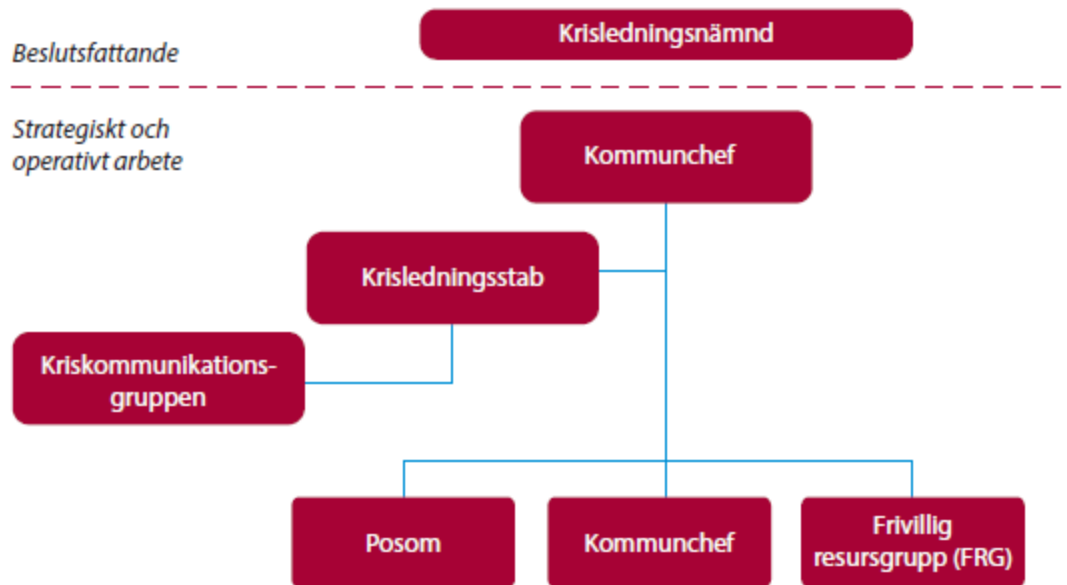 Beslutsfattande
Krisledningsnämnd
Strategiskt och
operativt arbete
Kommunchef
Krisledningsstab
Kriskommunikations-
gruppen
Posom
Kommunchef
Frivillig
resursgrupp (FRG)